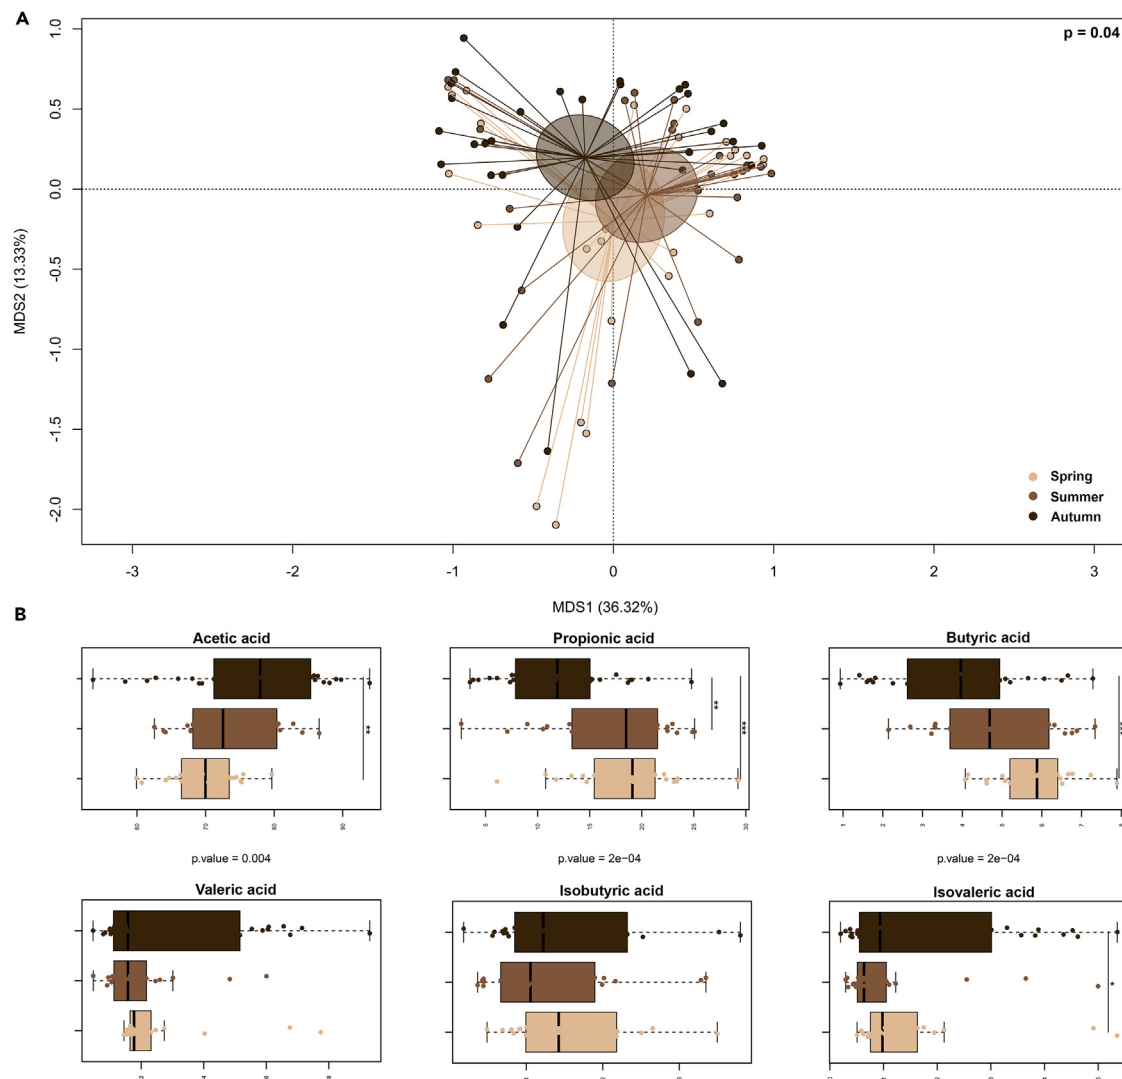 A
p = 0.04
1.0
0.5
0.0
-0.5
-1.0
-1.5
-2.0
MDS2 (13.33%)
Spring
Summer
Autumn
-3 -2 -1 0 1 2 3
MDS1 (36.32%)
B
Acetic acid Propionic acid Butyric acid
** ** ***
60 70 80 90 5 10 15 20 25 30 1 2 3 4 5 6 7
p.value = 0.004 p.value = 2e−04 p.value = 2e−04
Valeric acid Isobutyric acid Isovaleric acid
*